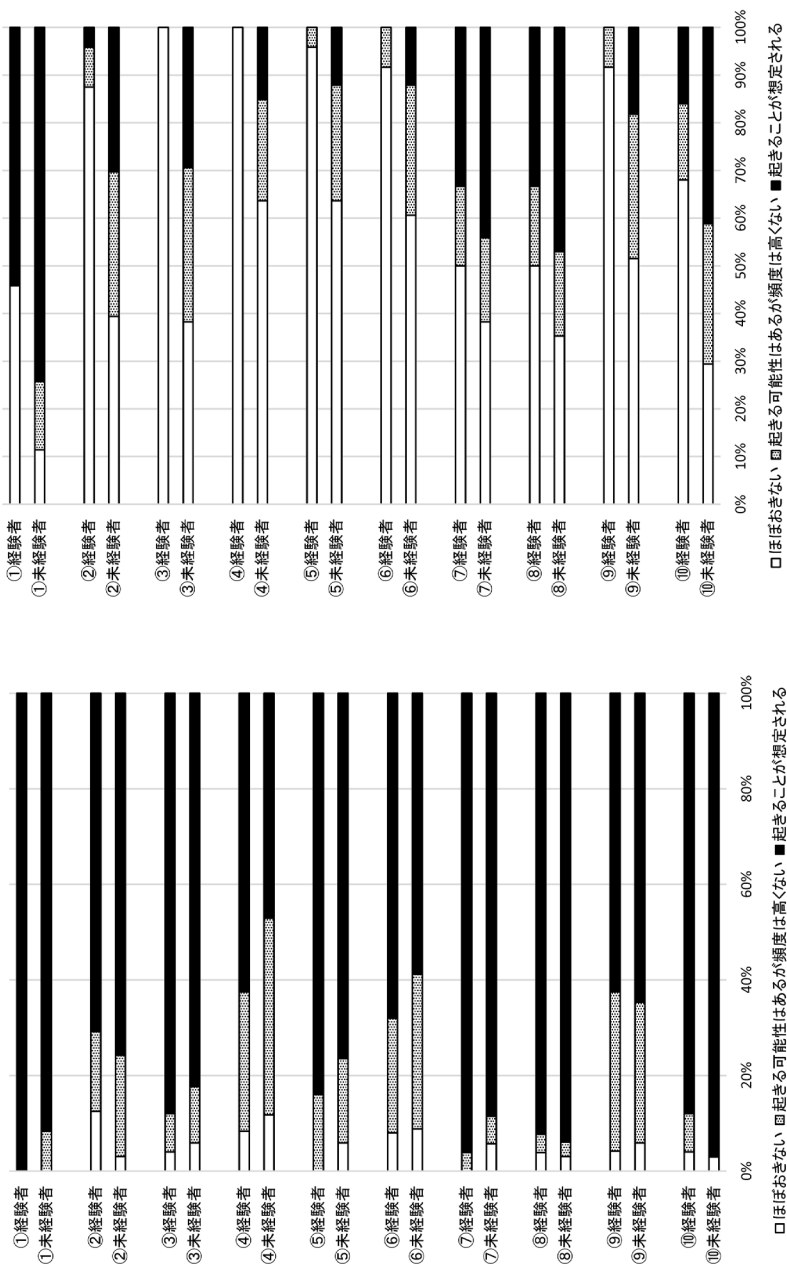 100%
90%
80%
70%
60%
50%
40%
30%
20%
10%
0%
①経験者
①未経験者
②経験者
②未経験者
③経験者
③未経験者
④経験者
④未経験者
⑤経験者
⑤未経験者
⑥経験者
⑥未経験者
⑦経験者
⑦未経験者
⑧経験者
⑧未経験者
⑨経験者
⑨未経験者
⑩経験者
⑩未経験者
ほぼおきない 起きる可能性はあるが頻度は高くない 起きることが想定される
100%
80%
60%
40%
20%
0%
①経験者
①未経験者
②経験者
②未経験者
③経験者
③未経験者
④経験者
④未経験者
⑤経験者
⑤未経験者
⑥経験者
⑥未経験者
⑦経験者
⑦未経験者
⑧経験者
⑧未経験者
⑨経験者
⑨未経験者
⑩経験者
⑩未経験者
ほぼおきない 起きる可能性はあるが頻度は高くない 起きることが想定される